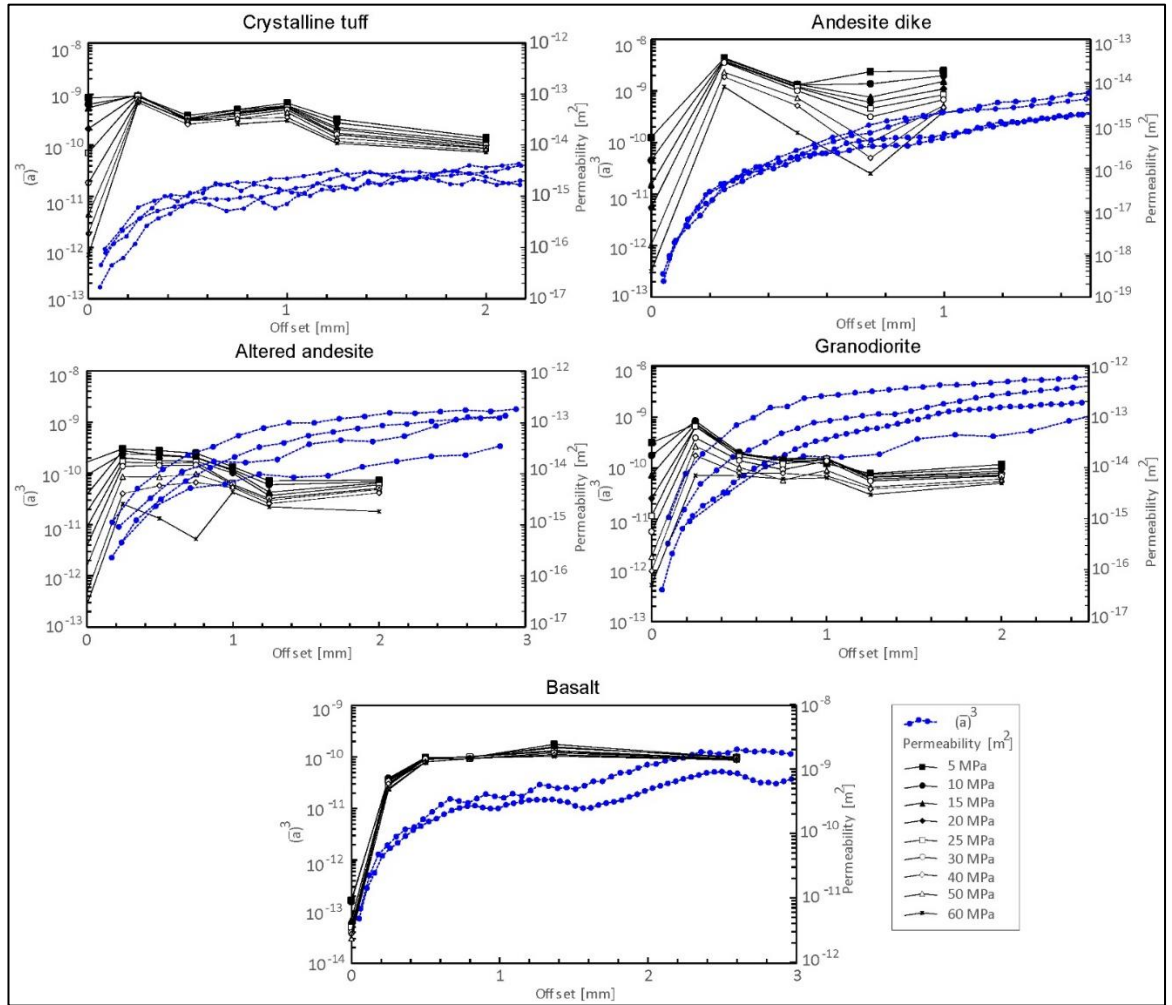 Crystalline tuff
10⁻⁸
10⁻⁹
10⁻¹⁰
10⁻¹¹
10⁻¹²
10⁻¹³
(a̅)³
10⁻¹²
10⁻¹³
10⁻¹⁴
10⁻¹⁵
10⁻¹⁶
10⁻¹⁷
Permeability [m²]
0 1 2
Offset [mm]
Andesite dike
10⁻⁸
10⁻⁹
10⁻¹⁰
10⁻¹¹
10⁻¹²
10⁻¹³
(a̅)³
10⁻¹³
10⁻¹⁴
10⁻¹⁵
10⁻¹⁶
10⁻¹⁷
10⁻¹⁸
10⁻¹⁹
Permeability [m²]
0 1
Offset [mm]
Altered andesite
10⁻⁸
10⁻⁹
10⁻¹⁰
10⁻¹¹
10⁻¹²
10⁻¹³
(a̅)³
10⁻¹²
10⁻¹³
10⁻¹⁴
10⁻¹⁵
10⁻¹⁶
10⁻¹⁷
Permeability [m²]
0 1 2 3
Offset [mm]
Granodiorite
10⁻⁸
10⁻⁹
10⁻¹⁰
10⁻¹¹
10⁻¹²
10⁻¹³
(a̅)³
10⁻¹²
10⁻¹³
10⁻¹⁴
10⁻¹⁵
10⁻¹⁶
10⁻¹⁷
Permeability [m²]
0 1 2
Offset [mm]
Basalt
10⁻⁹
10⁻¹⁰
10⁻¹¹
10⁻¹²
10⁻¹³
10⁻¹⁴
(a̅)³
10⁻⁸
10⁻⁹
10⁻¹⁰
10⁻¹¹
10⁻¹²
Permeability [m²]
0 1 2 3
Offset [mm]
(a̅)³
Permeability [m²]
5 MPa
10 MPa
15 MPa
20 MPa
25 MPa
30 MPa
40 MPa
50 MPa
60 MPa